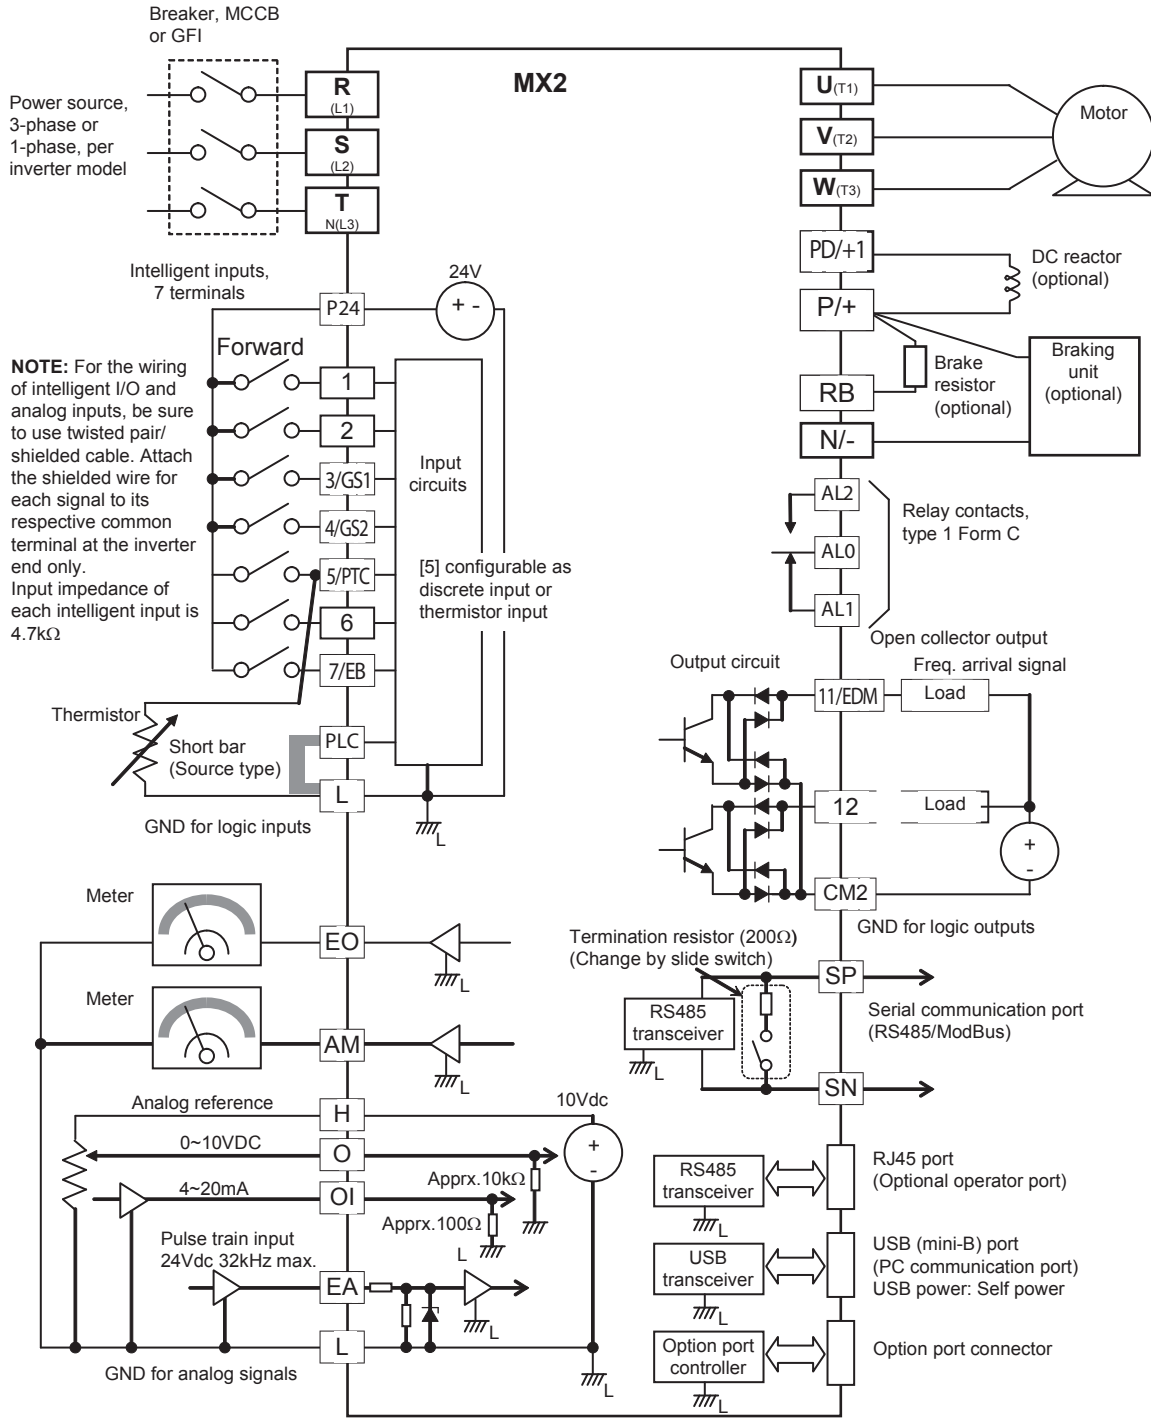 Breaker, MCCB
or GFI
MX2
Power source,
3-phase or
1-phase, per
inverter model
R
(L1)
S
(L2)
T
N(L3)
U(T1)
V(T2)
W(T3)
Motor
PD/+1
P/+
DC reactor
(optional)
Brake
resistor
(optional)
Braking
unit
(optional)
RB
N/-
Intelligent inputs,
7 terminals
24V
+ -
P24
Forward
NOTE: For the wiring
of intelligent I/O and
analog inputs, be sure
to use twisted pair/
shielded cable. Attach
the shielded wire for
each signal to its
respective common
terminal at the inverter
end only.
Input impedance of
each intelligent input is
4.7kΩ
1
2
3/GS1
4/GS2
5/PTC
6
7/EB
PLC
L
Input
circuits
[5] configurable as
discrete input or
thermistor input
Thermistor
Short bar
(Source type)
GND for logic inputs
L
AL2
AL0
AL1
Relay contacts,
type 1 Form C
Open collector output
Output circuit
Freq. arrival signal
11/EDM
Load
12
Load
+
-
CM2
GND for logic outputs
Meter
EO
L
Meter
AM
L
Termination resistor (200Ω)
(Change by slide switch)
RS485
transceiver
L
SP
SN
Serial communication port
(RS485/ModBus)
Analog reference
H
10Vdc
+
-
0~10VDC
O
Apprx.10kΩ
4~20mA
OI
Apprx.100Ω
L
Pulse train input
24Vdc 32kHz max.
EA
L
L
GND for analog signals
L
RS485
transceiver
L
RJ45 port
(Optional operator port)
USB
transceiver
L
USB (mini-B) port
(PC communication port)
USB power: Self power
Option port
controller
L
Option port connector